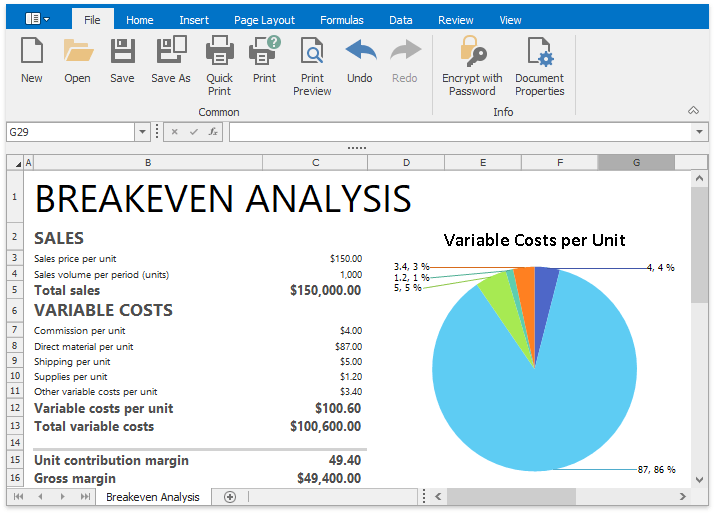 File Home Insert Page Layout Formulas Data Review View
New Open Save Save As Quick Print Print Print Preview Undo Redo Encrypt with Password Document Properties
Common Info
G29 fx
A B C D E F G
1 BREAKEVEN ANALYSIS
2 SALES
3 Sales price per unit $150.00
4 Sales volume per period (units) 1,000
5 Total sales $150,000.00
6 VARIABLE COSTS
7 Commission per unit $4.00
8 Direct material per unit $87.00
9 Shipping per unit $5.00
10 Supplies per unit $1.20
11 Other variable costs per unit $3.40
12 Variable costs per unit $100.60
13 Total variable costs $100,600.00
14
15 Unit contribution margin 49.40
16 Gross margin $49,400.00
Variable Costs per Unit
3.4, 3 %
1.2, 1 %
5, 5 %
4, 4 %
87, 86 %
Breakeven Analysis